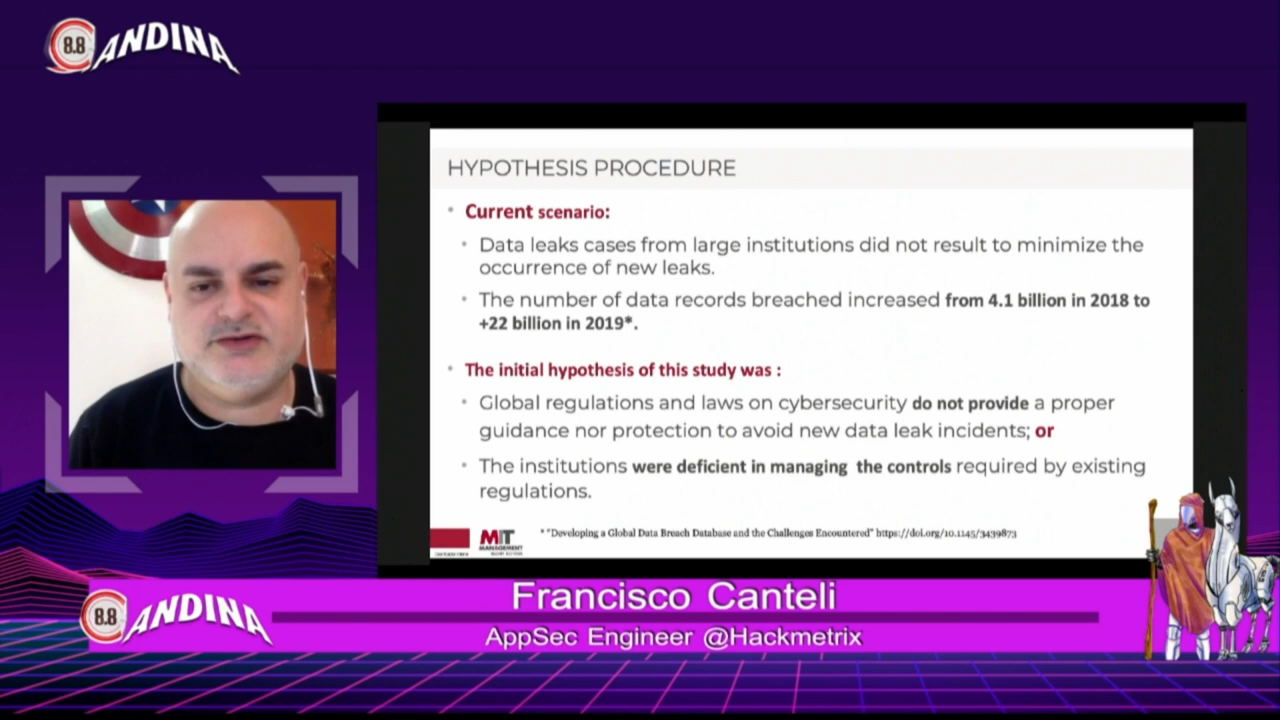 8.8 ANDINA
HYPOTHESIS PROCEDURE
• Current scenario:
• Data leaks cases from large institutions did not result to minimize the
occurrence of new leaks.
• The number of data records breached increased from 4.1 billion in 2018 to
+22 billion in 2019*.
• The initial hypothesis of this study was :
• Global regulations and laws on cybersecurity do not provide a proper
guidance nor protection to avoid new data leak incidents; or
• The institutions were deficient in managing the controls required by existing
regulations.
MIT
MANAGEMENT
* "Developing a Global Data Breach Database and the Challenges Encountered" https://doi.org/10.1145/3439873
Francisco Canteli
8.8 ANDINA
AppSec Engineer @Hackmetrix